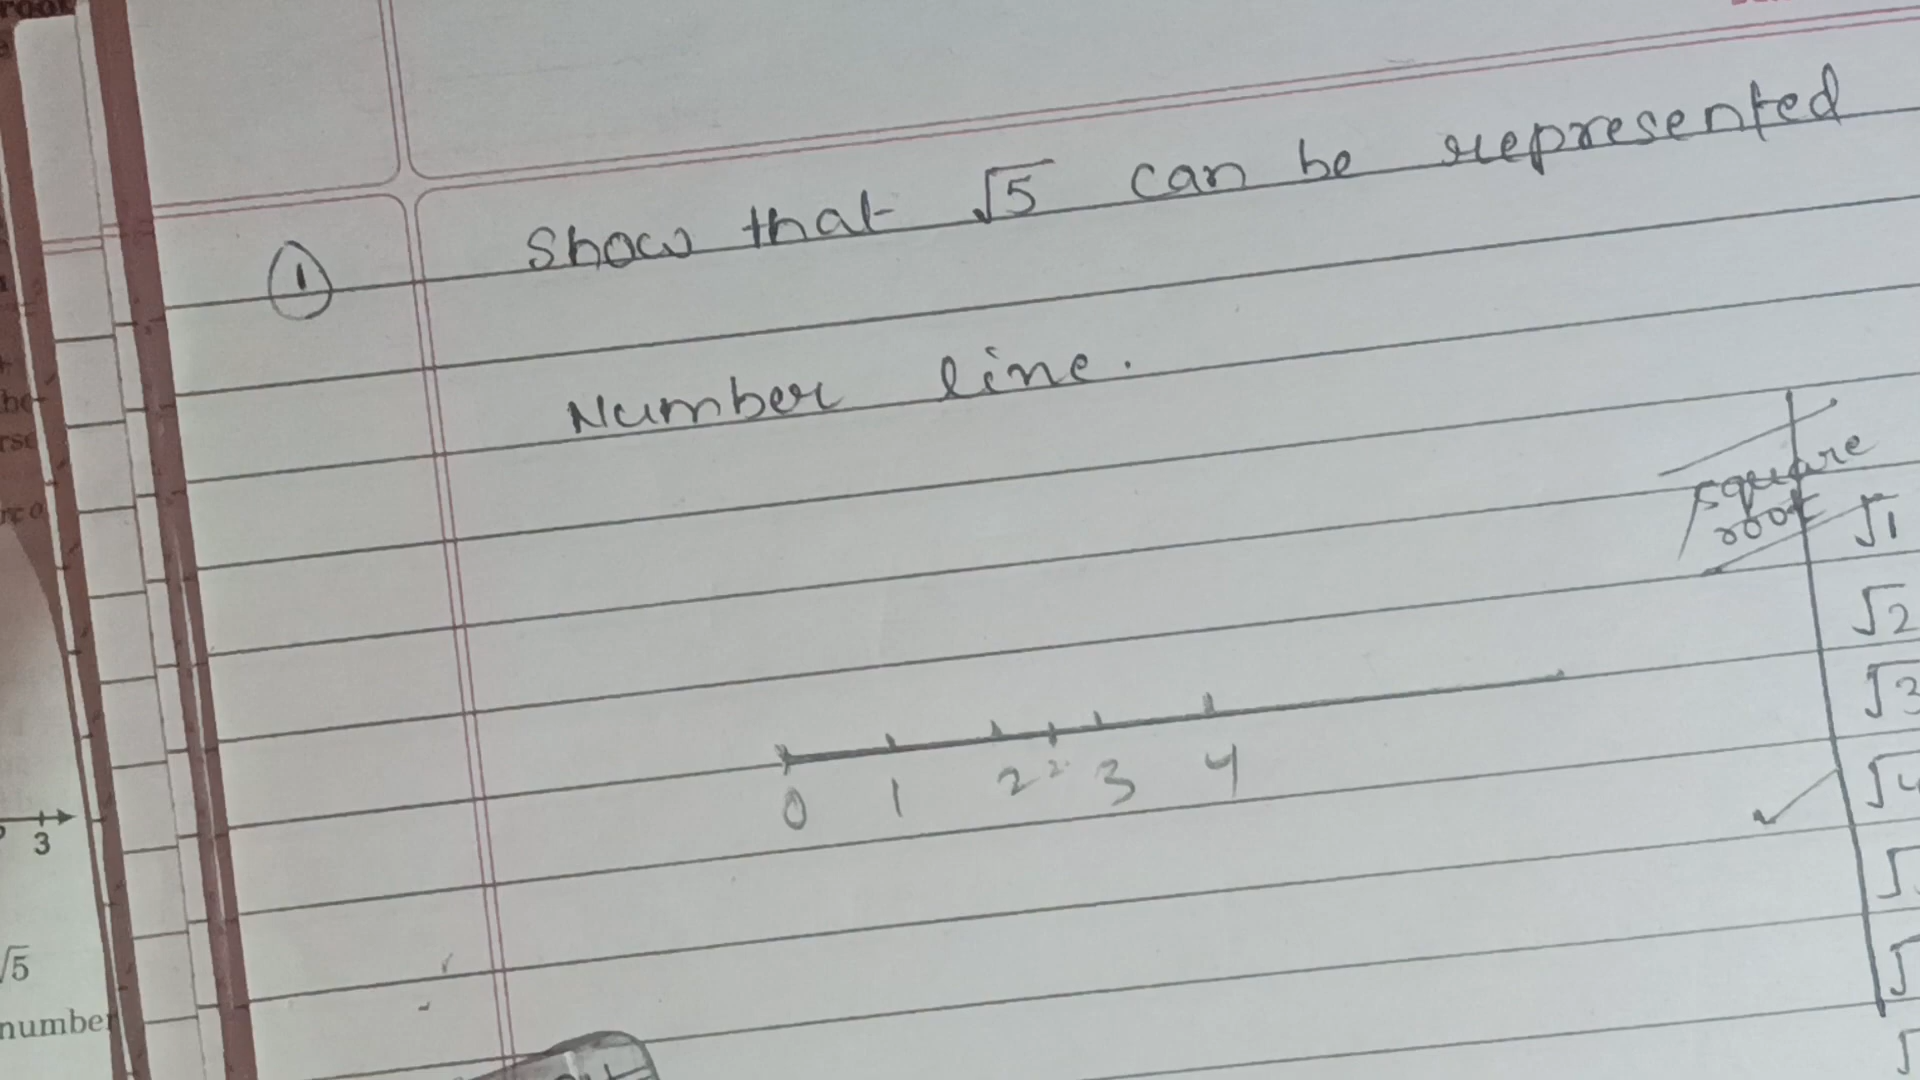 ① Show that √5 can be represented
Number line.
square
root
√1
√2
√3
√4
0 1 2 3 4
3
√5
number